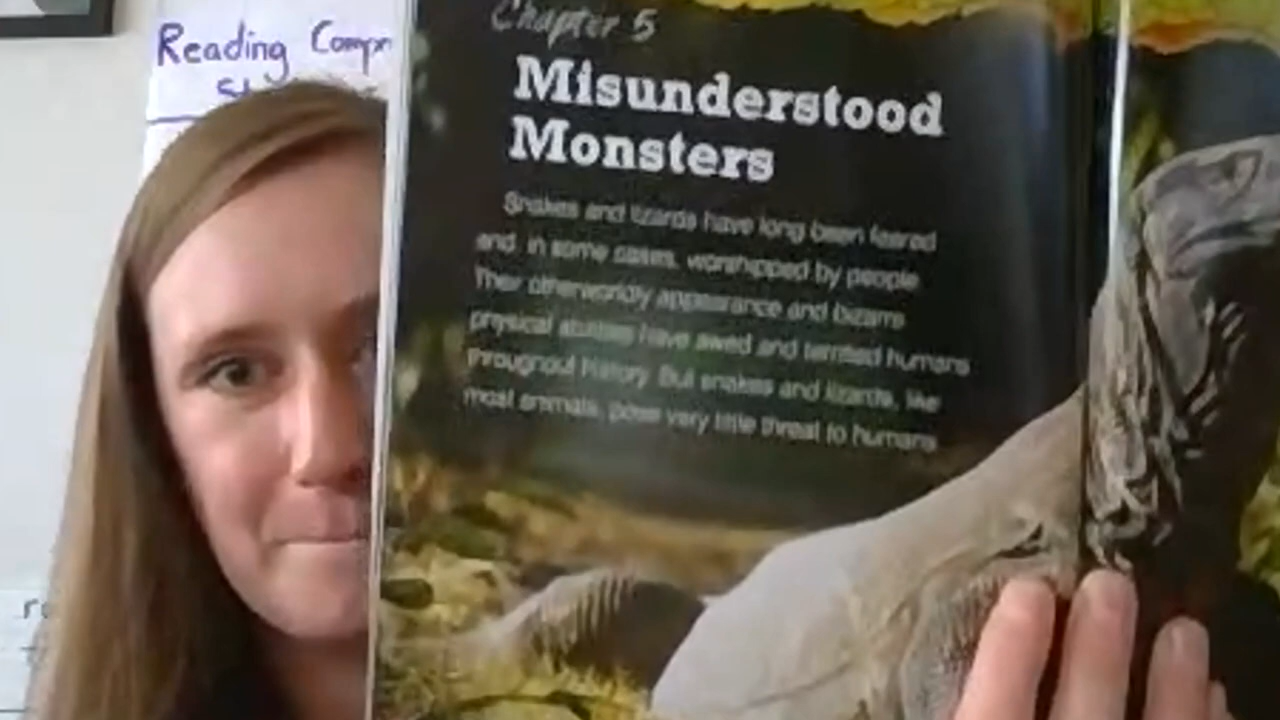 Reading Compr
Chapter 5
Misunderstood
Monsters
Snakes and lizards have long been feared
and, in some cases, worshipped by people.
Their otherworldly appearance and bizarre
physical abilities have awed and terrified humans
throughout history. But snakes and lizards, like
most animals, pose very little threat to humans.